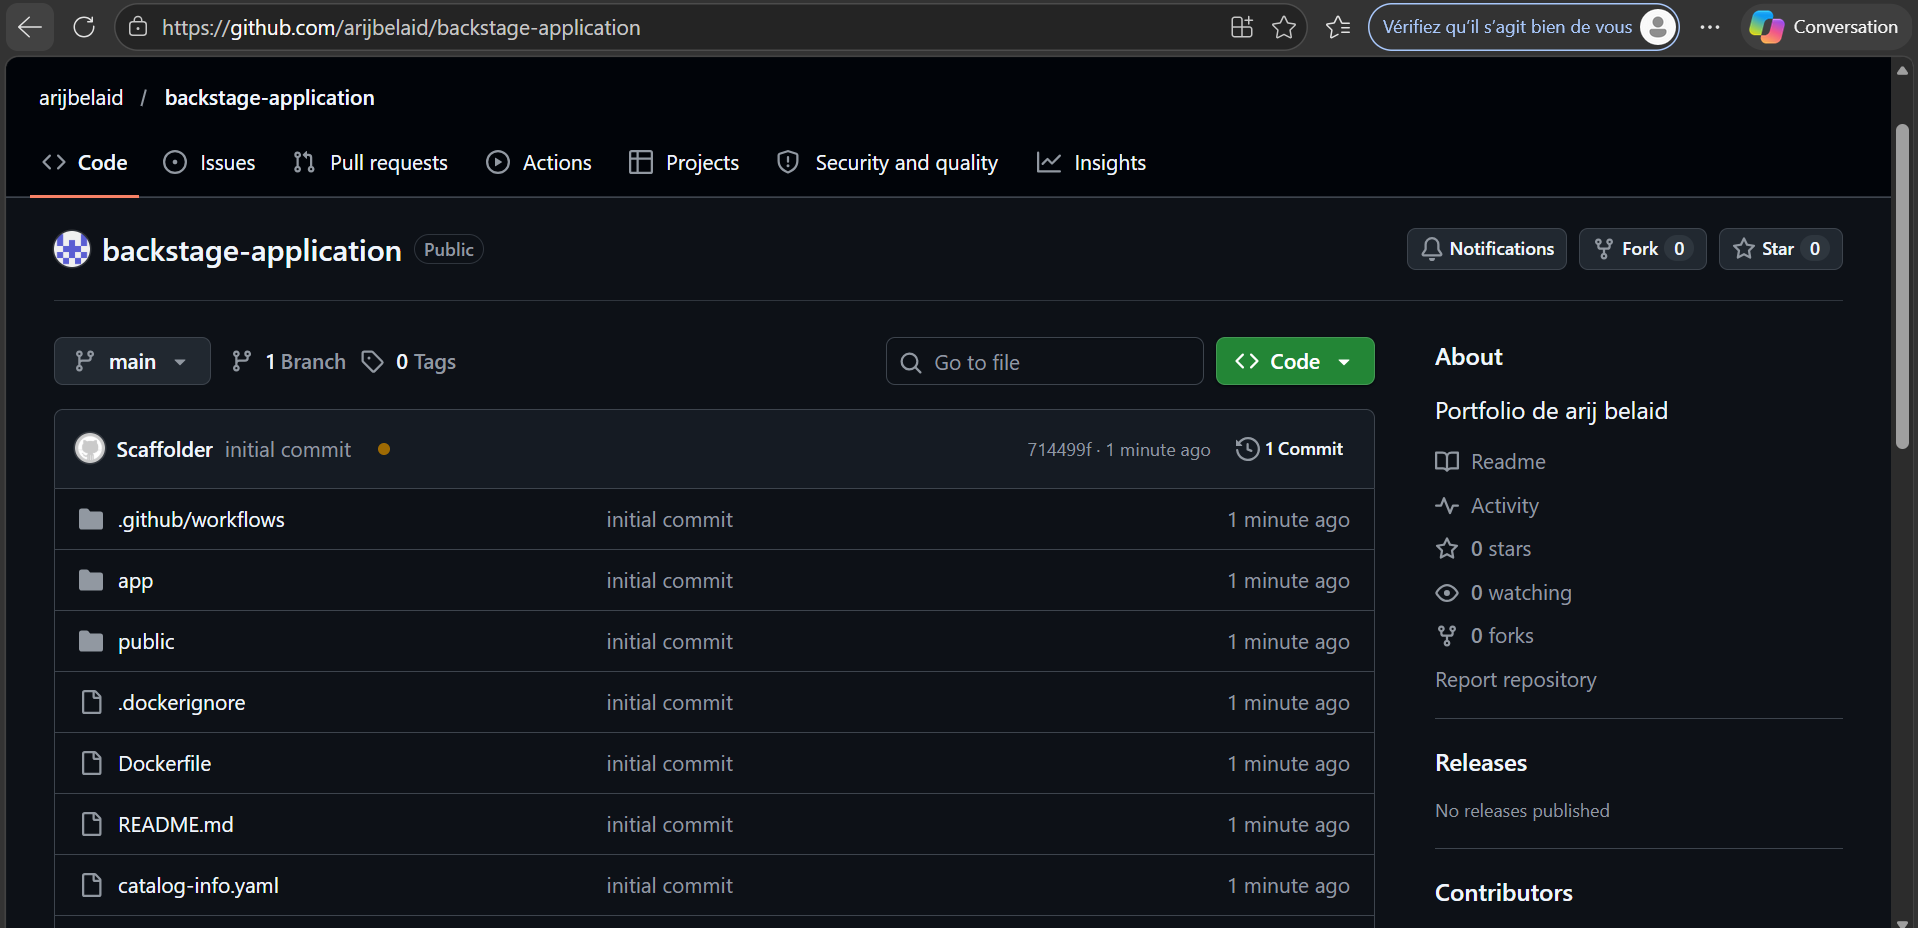 https://github.com/arijbelaid/backstage-application
Vérifiez qu'il s'agit bien de vous
Conversation
arijbelaid / backstage-application
Code
Issues
Pull requests
Actions
Projects
Security and quality
Insights
backstage-application
Public
Notifications
Fork 0
Star 0
main
1 Branch
0 Tags
Go to file
Code
Scaffolder initial commit
714499f · 1 minute ago
1 Commit
.github/workflows initial commit 1 minute ago
app initial commit 1 minute ago
public initial commit 1 minute ago
.dockerignore initial commit 1 minute ago
Dockerfile initial commit 1 minute ago
README.md initial commit 1 minute ago
catalog-info.yaml initial commit 1 minute ago
About
Portfolio de arij belaid
Readme
Activity
0 stars
0 watching
0 forks
Report repository
Releases
No releases published
Contributors